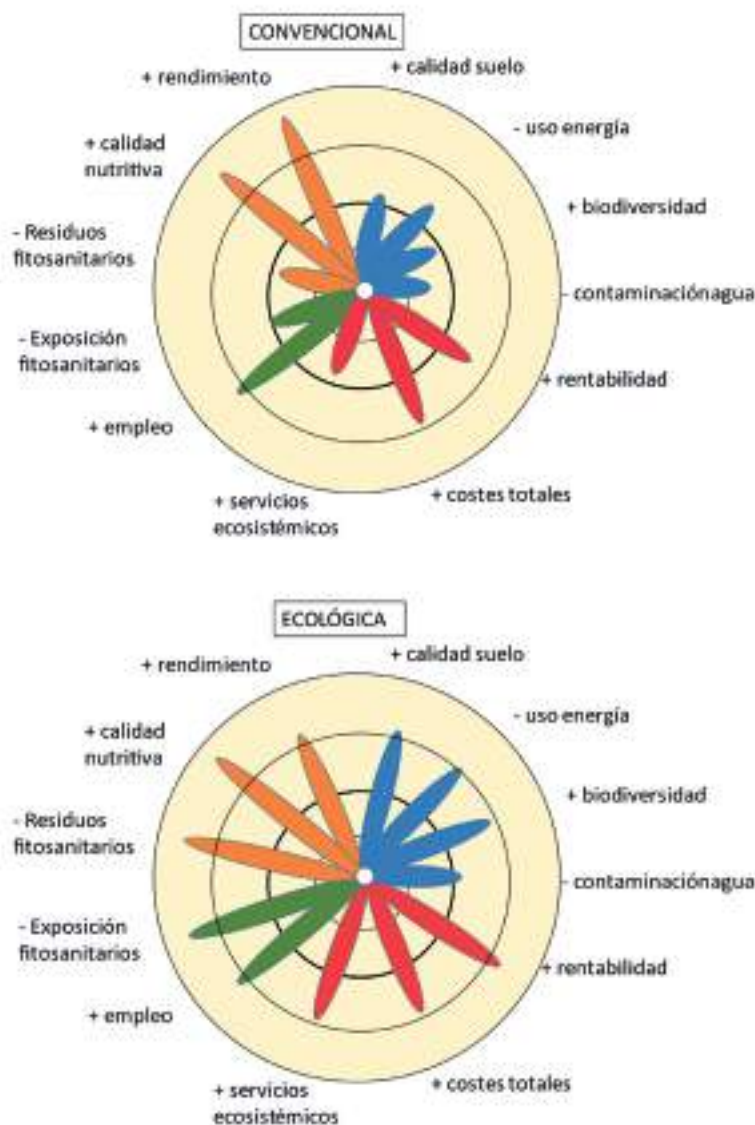 CONVENCIONAL
+ rendimiento
+ calidad suelo
- uso energía
+ calidad
nutritiva
+ biodiversidad
- Residuos
fitosanitarios
- contaminaciónagua
- Exposición
fitosanitarios
+ rentabilidad
+ empleo
+ servicios
ecosistémicos
+ costes totales
ECOLÓGICA
+ rendimiento
+ calidad suelo
- uso energía
+ calidad
nutritiva
+ biodiversidad
- Residuos
fitosanitarios
- contaminaciónagua
- Exposición
fitosanitarios
+ rentabilidad
+ empleo
+ servicios
ecosistémicos
+ costes totales